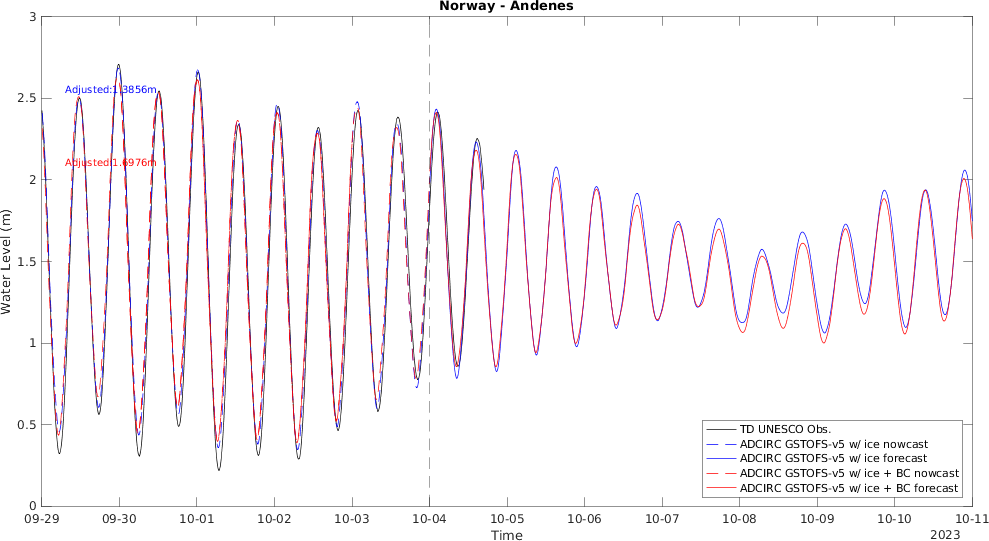 Norway - Andenes
3
2.5
2
1.5
1
0.5
0
Water Level (m)
Adjusted:1.3856m
Adjusted:1.6976m
TD UNESCO Obs.
ADCIRC GSTOFS-v5 w/ ice nowcast
ADCIRC GSTOFS-v5 w/ ice forecast
ADCIRC GSTOFS-v5 w/ ice + BC nowcast
ADCIRC GSTOFS-v5 w/ ice + BC forecast
09-29 09-30 10-01 10-02 10-03 10-04 10-05 10-06 10-07 10-08 10-09 10-10 10-11
Time
2023